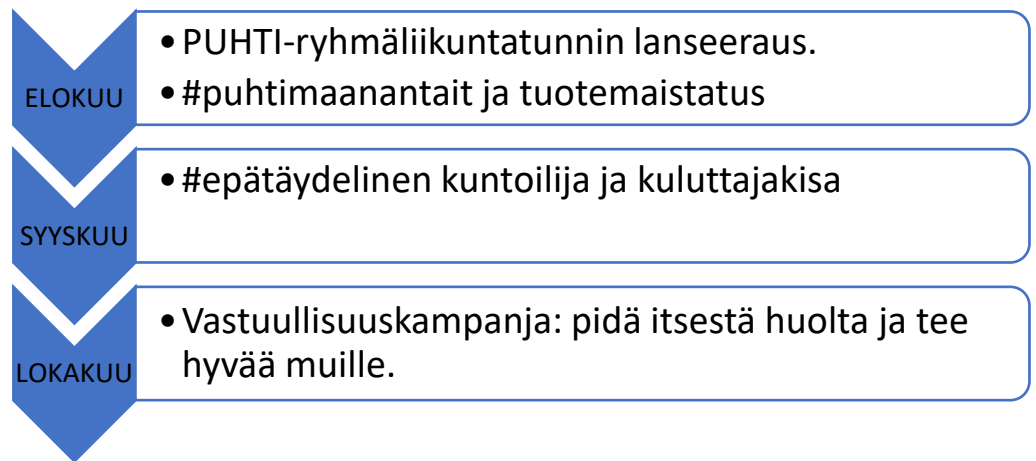 ELOKUU
•PUHTI-ryhmäliikuntatunnin lanseeraus.
•#puhtimaanantait ja tuotemaistatus
SYYSKUU
•#epätäydelinen kuntoilija ja kuluttajakisa
LOKAKUU
•Vastuullisuuskampanja: pidä itsestä huolta ja tee
hyvää muille.